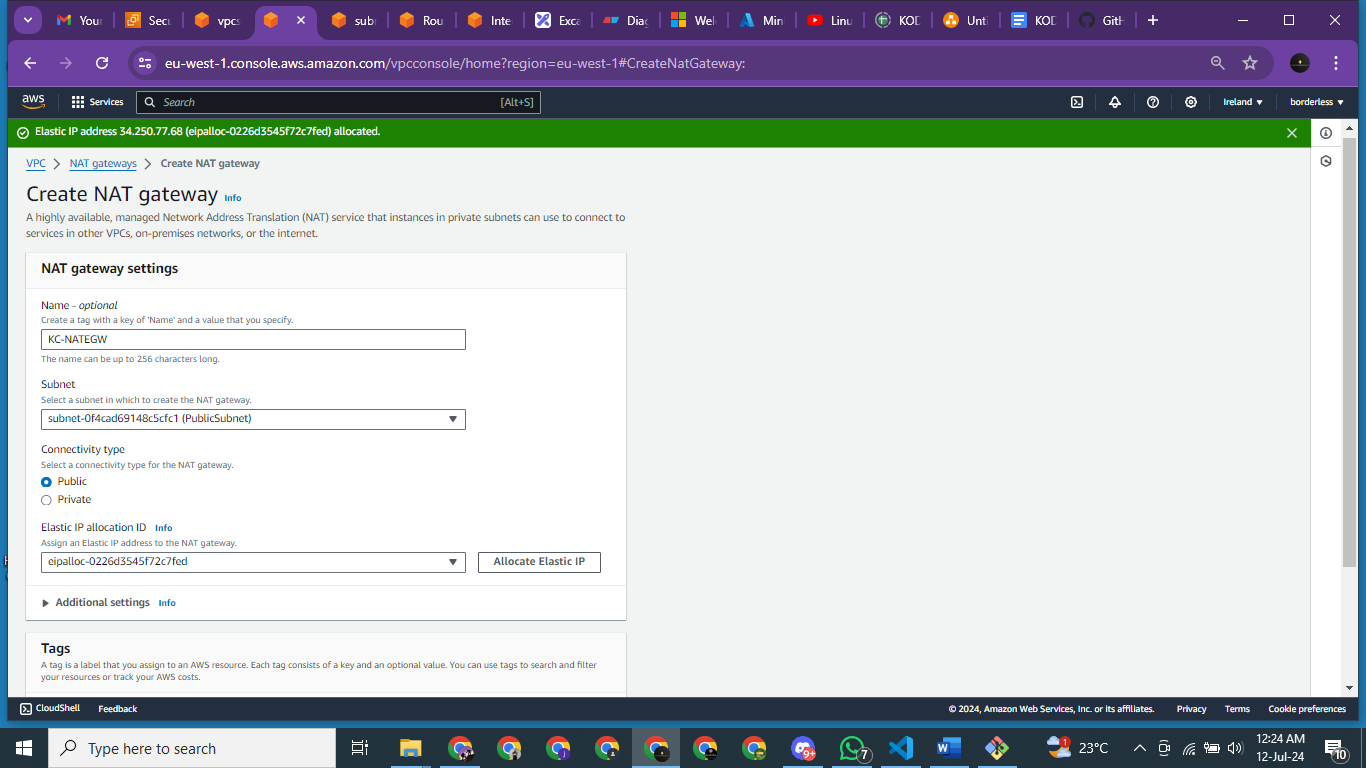 You
Secu
vpcs
sub
Rou
Inte
Exca
Diag
Wel
Min
Linu
KOD
Unti
KOD
GitH
eu-west-1.console.aws.amazon.com/vpcconsole/home?region=eu-west-1#CreateNatGateway:
aws
Services
Search
[Alt+S]
Ireland
borderless
Elastic IP address 34.250.77.68 (eipalloc-0226d3545f72c7fed) allocated.
VPC
NAT gateways
Create NAT gateway
Create NAT gateway Info
A highly available, managed Network Address Translation (NAT) service that instances in private subnets can use to connect to
services in other VPCs, on-premises networks, or the internet.
NAT gateway settings
Name - optional
Create a tag with a key of 'Name' and a value that you specify.
KC-NATEGW
The name can be up to 256 characters long.
Subnet
Select a subnet in which to create the NAT gateway.
subnet-0f4cad69148c5cfc1 (PublicSubnet)
Connectivity type
Select a connectivity type for the NAT gateway.
Public
Private
Elastic IP allocation ID Info
Assign an Elastic IP address to the NAT gateway.
eipalloc-0226d3545f72c7fed
Allocate Elastic IP
Additional settings Info
Tags
A tag is a label that you assign to an AWS resource. Each tag consists of a key and an optional value. You can use tags to search and filter
your resources or track your AWS costs.
CloudShell
Feedback
© 2024, Amazon Web Services, Inc. or its affiliates.
Privacy
Terms
Cookie preferences
Type here to search
9+
7
1
23°C
12:24 AM
12-Jul-24
10